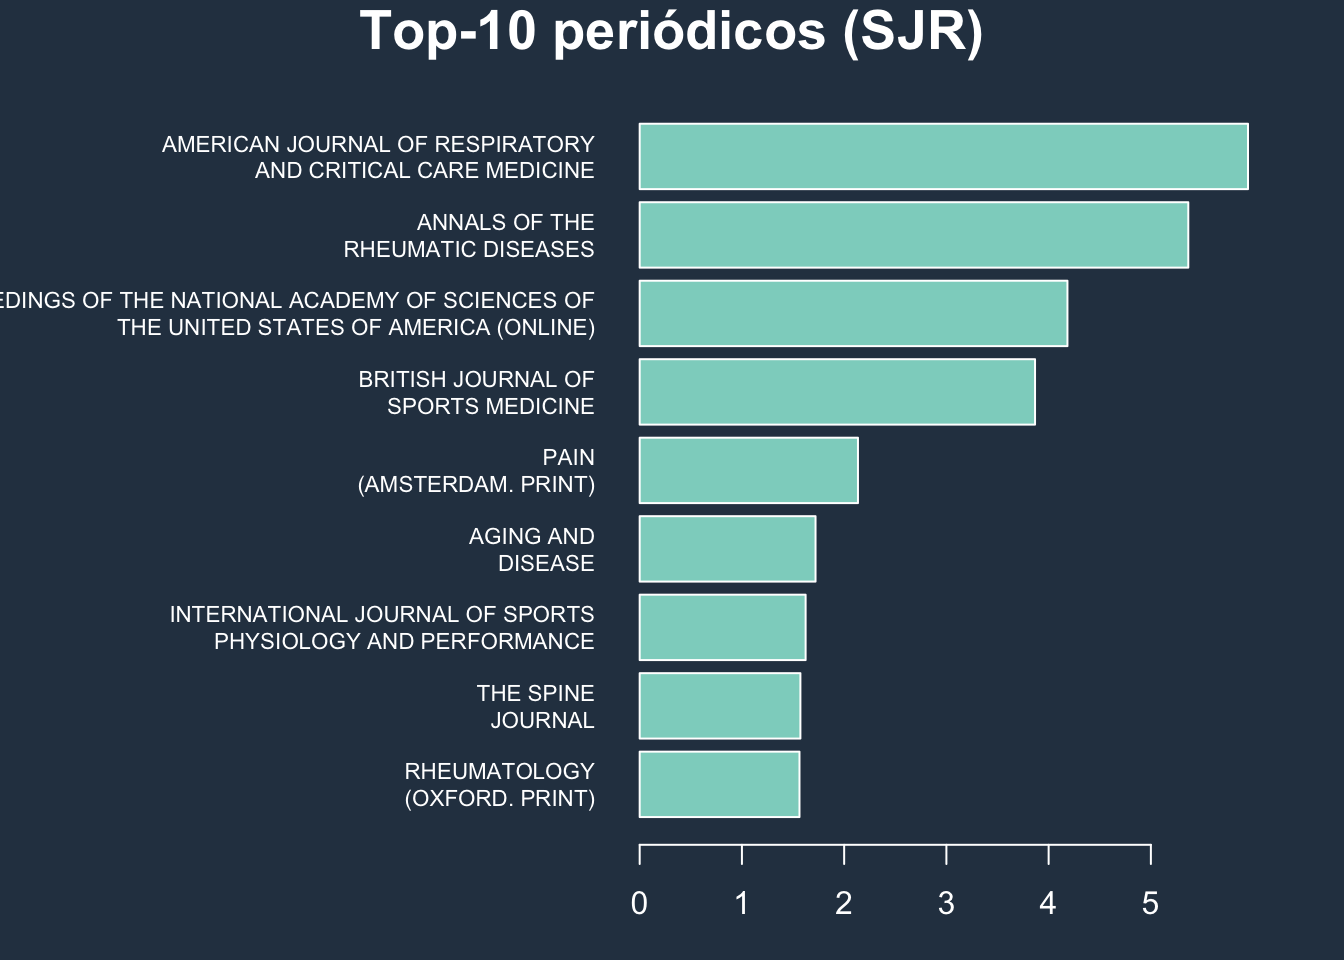 Top-10 periódicos (SJR)
AMERICAN JOURNAL OF RESPIRATORY
AND CRITICAL CARE MEDICINE
ANNALS OF THE
RHEUMATIC DISEASES
EDINGS OF THE NATIONAL ACADEMY OF SCIENCES OF
THE UNITED STATES OF AMERICA (ONLINE)
BRITISH JOURNAL OF
SPORTS MEDICINE
PAIN
(AMSTERDAM. PRINT)
AGING AND
DISEASE
INTERNATIONAL JOURNAL OF SPORTS
PHYSIOLOGY AND PERFORMANCE
THE SPINE
JOURNAL
RHEUMATOLOGY
(OXFORD. PRINT)
0 1 2 3 4 5